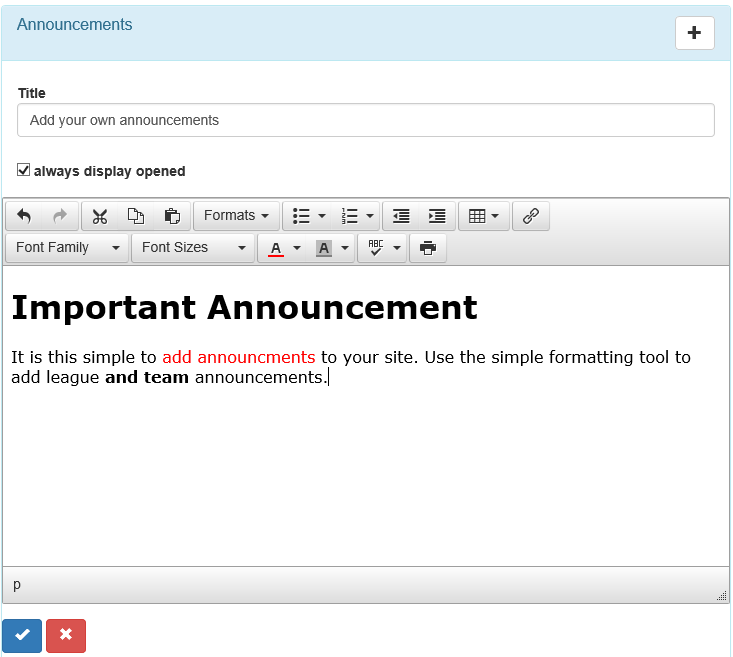 Announcements
Title
Add your own announcements
always display opened
Formats
Font Family Font Sizes A A ABC
Important Announcement
It is this simple to add announcments to your site. Use the simple formatting tool to
add league and team announcements.
p